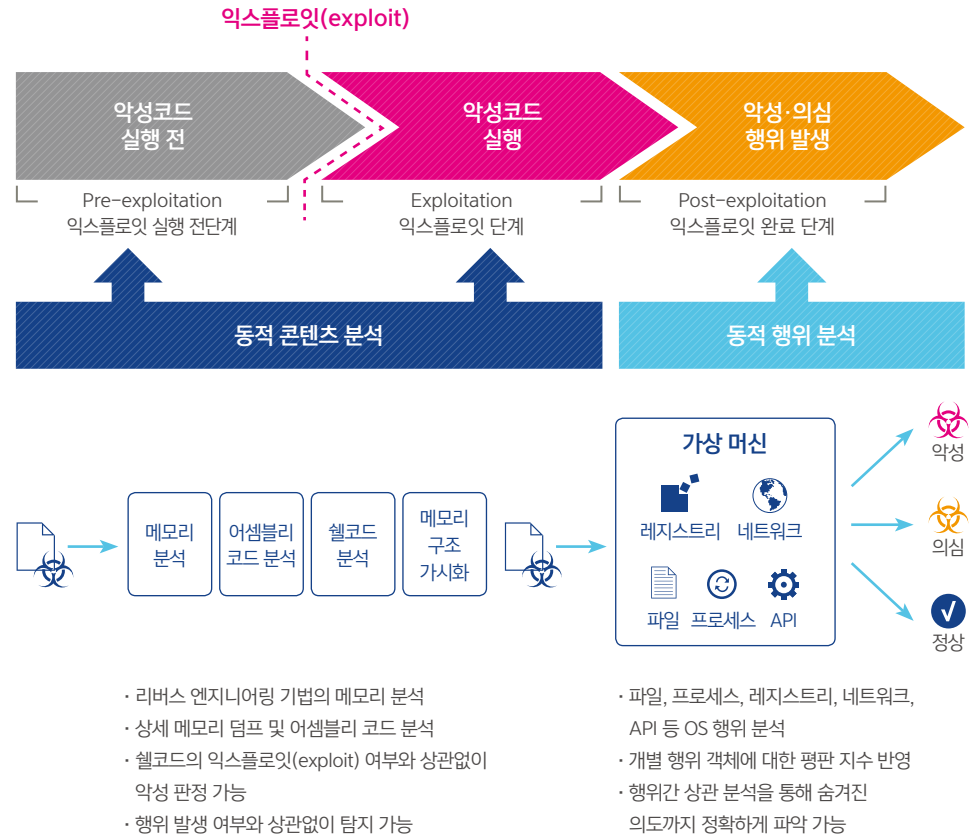 익스플로잇(exploit)
악성코드
실행 전
악성코드
실행
악성·의심
행위 발생
Pre-exploitation
익스플로잇 실행 전단계
Exploitation
익스플로잇 단계
Post-exploitation
익스플로잇 완료 단계
동적 콘텐츠 분석
동적 행위 분석
메모리
분석
어셈블리
코드 분석
쉘코드
분석
메모리
구조
가시화
가상 머신
레지스트리
네트워크
파일
프로세스
API
악성
의심
정상
· 리버스 엔지니어링 기법의 메모리 분석
· 상세 메모리 덤프 및 어셈블리 코드 분석
· 쉘코드의 익스플로잇(exploit) 여부와 상관없이
악성 판정 가능
· 행위 발생 여부와 상관없이 탐지 가능
· 파일, 프로세스, 레지스트리, 네트워크,
API 등 OS 행위 분석
· 개별 행위 객체에 대한 평판 지수 반영
· 행위간 상관 분석을 통해 숨겨진
의도까지 정확하게 파악 가능